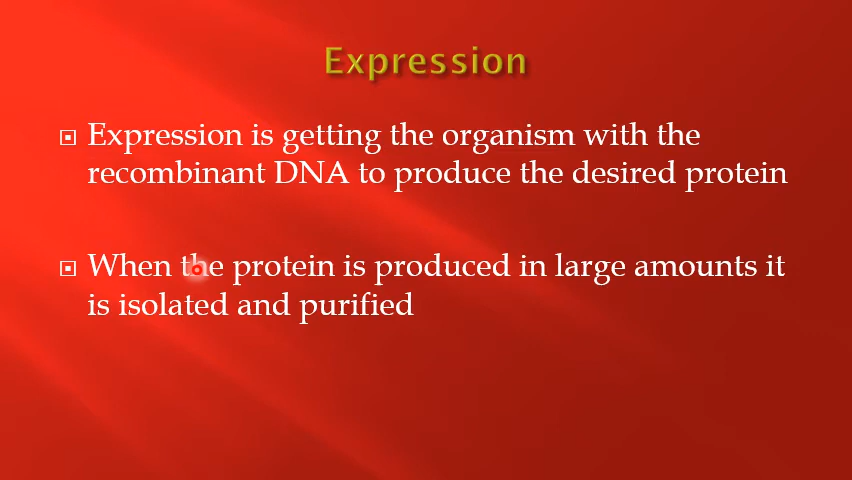 Expression
Expression is getting the organism with the
recombinant DNA to produce the desired protein
When the protein is produced in large amounts it
is isolated and purified